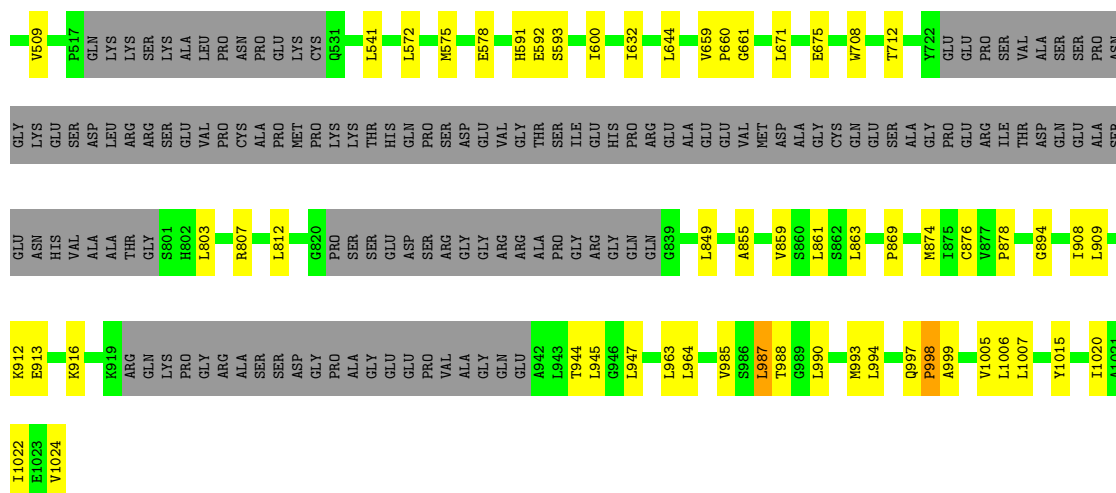 V509 P517 GLN LYS LYS SER LYS ALA LEU PRO ASN PRO GLU LYS CYS Q531 L541 L572 M575 E578 H591 E592 S593 I600 I632 L644 V659 P660 G661 L671 E675 W708 T712 Y722 GLU GLU PRO SER VAL ALA SER SER PRO ASN
GLY LYS GLU SER ASP LEU ARG ARG SER GLU VAL PRO CYS ALA PRO MET PRO LYS LYS THR HIS GLN PRO SER ASP GLU VAL GLY THR SER ILE GLU HIS PRO ARG GLU ALA GLU GLU VAL MET ASP ALA GLY CYS GLN GLU SER ALA GLY PRO GLU ARG ILE THR ASP GLN GLU ALA SER
GLU ASN HIS VAL ALA ALA THR GLY S801 H802 L803 R807 L812 G820 PRO SER SER GLU ASP SER ARG GLY GLY ARG ARG ALA PRO GLY ARG GLY GLN GLN G839 L849 A855 V859 S860 L861 S862 L863 P869 M874 I875 C876 V877 P878 G894 I908 L909
K912 E913 K916 K919 ARG GLN LYS PRO GLY ARG ALA SER SER ASP GLY PRO ALA GLY GLU GLU PRO VAL ALA GLY GLN GLU A942 L943 T944 L945 G946 L947 L963 L964 V985 S986 L987 T988 G989 L990 M993 L994 Q997 P998 A999 V1005 L1006 L1007 Y1015 I1020 A1021
I1022 E1023 V1024